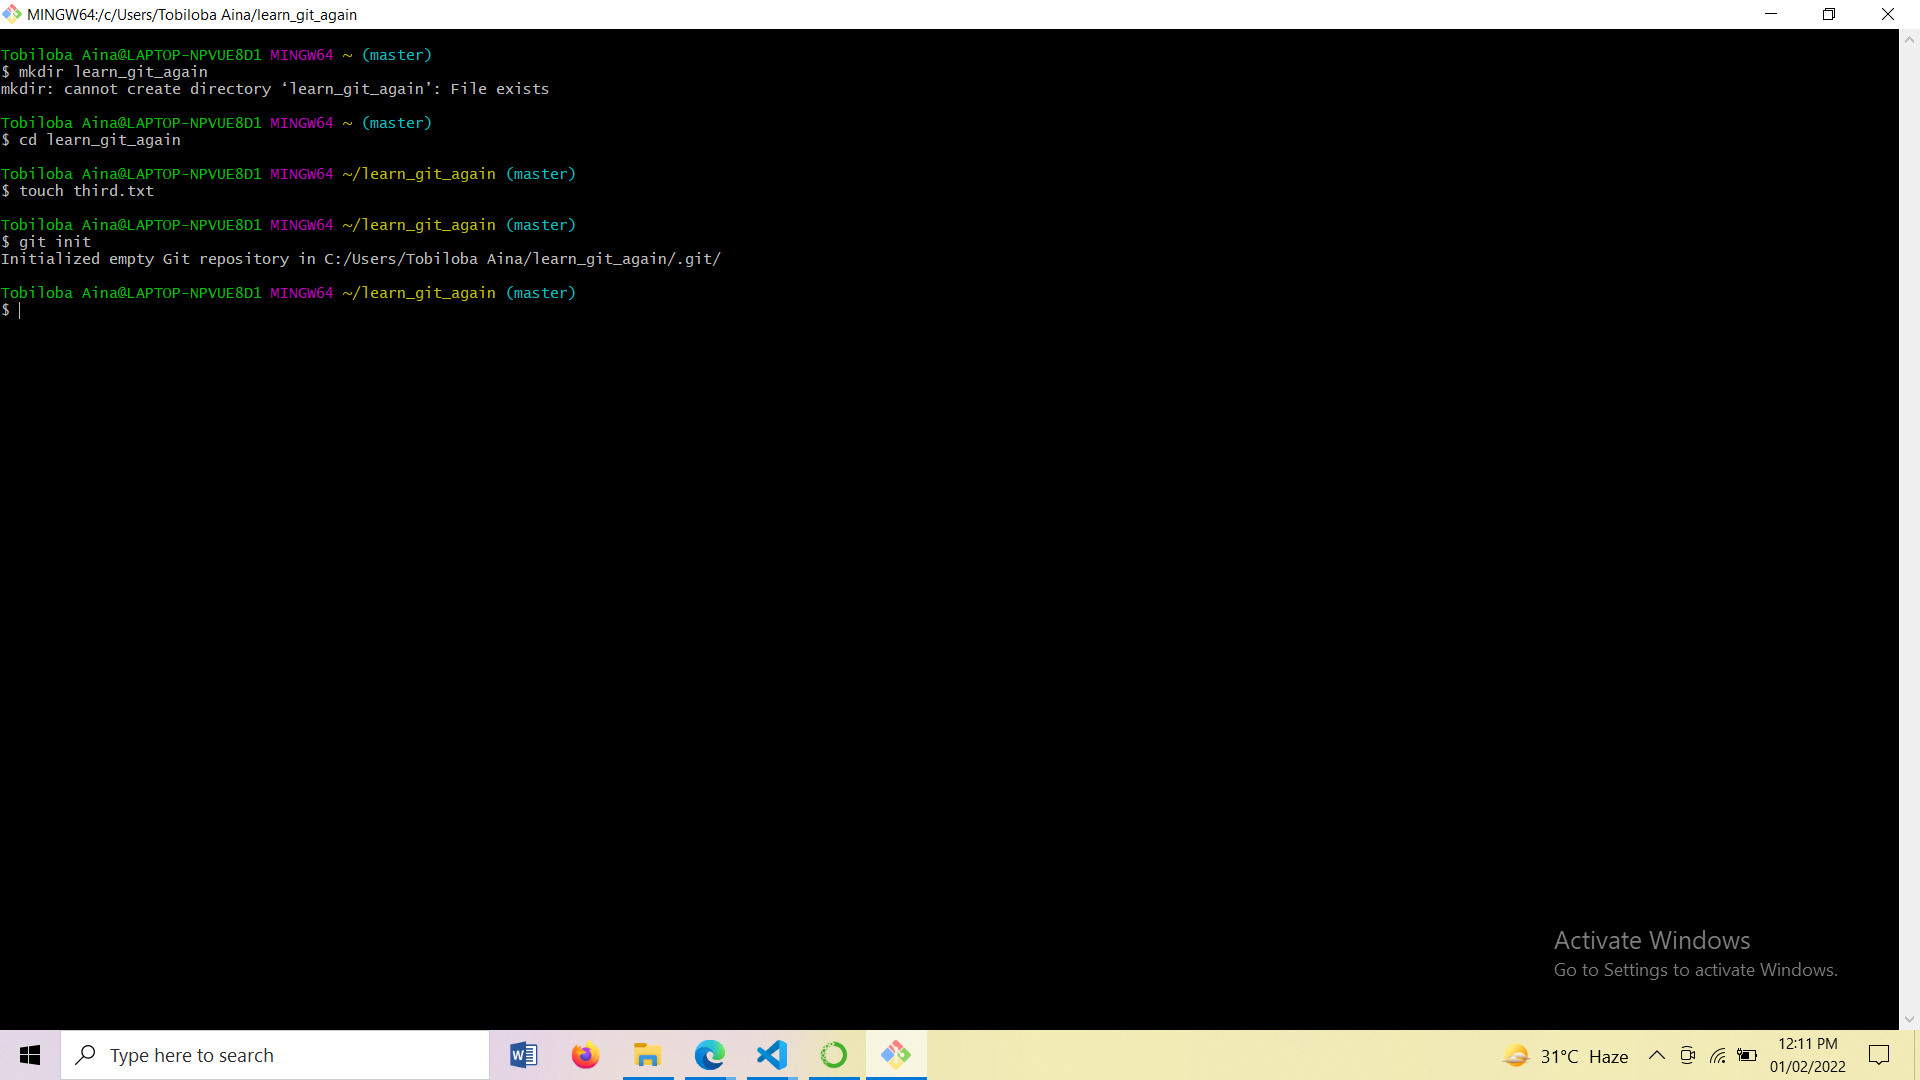 MINGW64:/c/Users/Tobiloba Aina/learn_git_again
Tobiloba Aina@LAPTOP-NPVUE8D1 MINGW64 ~ (master)
$ mkdir learn_git_again
mkdir: cannot create directory ‘learn_git_again’: File exists
Tobiloba Aina@LAPTOP-NPVUE8D1 MINGW64 ~ (master)
$ cd learn_git_again
Tobiloba Aina@LAPTOP-NPVUE8D1 MINGW64 ~/learn_git_again (master)
$ touch third.txt
Tobiloba Aina@LAPTOP-NPVUE8D1 MINGW64 ~/learn_git_again (master)
$ git init
Initialized empty Git repository in C:/Users/Tobiloba Aina/learn_git_again/.git/
Tobiloba Aina@LAPTOP-NPVUE8D1 MINGW64 ~/learn_git_again (master)
$
Activate Windows
Go to Settings to activate Windows.
Type here to search
31°C Haze
12:11 PM
01/02/2022